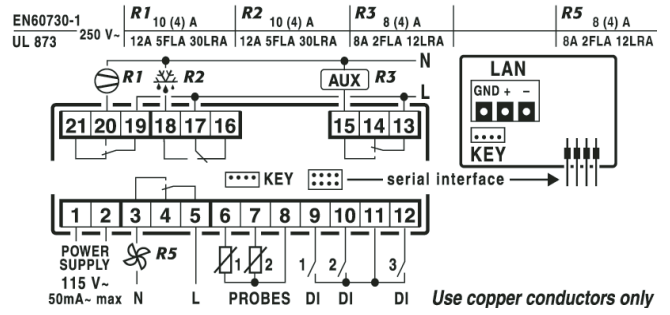 EN60730-1
UL 873
250 V~
R1 10 (4) A
12A 5FLA 30LRA
R2 10 (4) A
12A 5FLA 30LRA
R3 8 (4) A
8A 2FLA 12LRA
R5 8 (4) A
8A 2FLA 12LRA
R1 R2 AUX R3 N
L
21 20 19 18 17 16 15 14 13
LAN
GND + -
KEY
KEY serial interface
1 2 3 4 5 6 7 8 9 10 11 12
POWER
SUPPLY
115 V~
50mA~ max
R5
N L
1 2 1 2 3
PROBES DI DI DI
Use copper conductors only